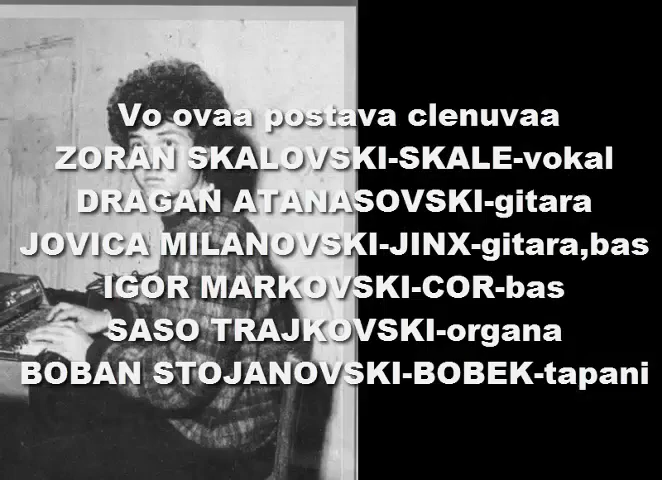 Vo ovaa postava clenuvaa
ZORAN SKALOVSKI-SKALE-vokal
DRAGAN ATANASOVSKI-gitara
JOVICA MILANOVSKI-JINX-gitara,bas
IGOR MARKOVSKI-COR-bas
SASO TRAJKOVSKI-organa
BOBAN STOJANOVSKI-BOBEK-tapani